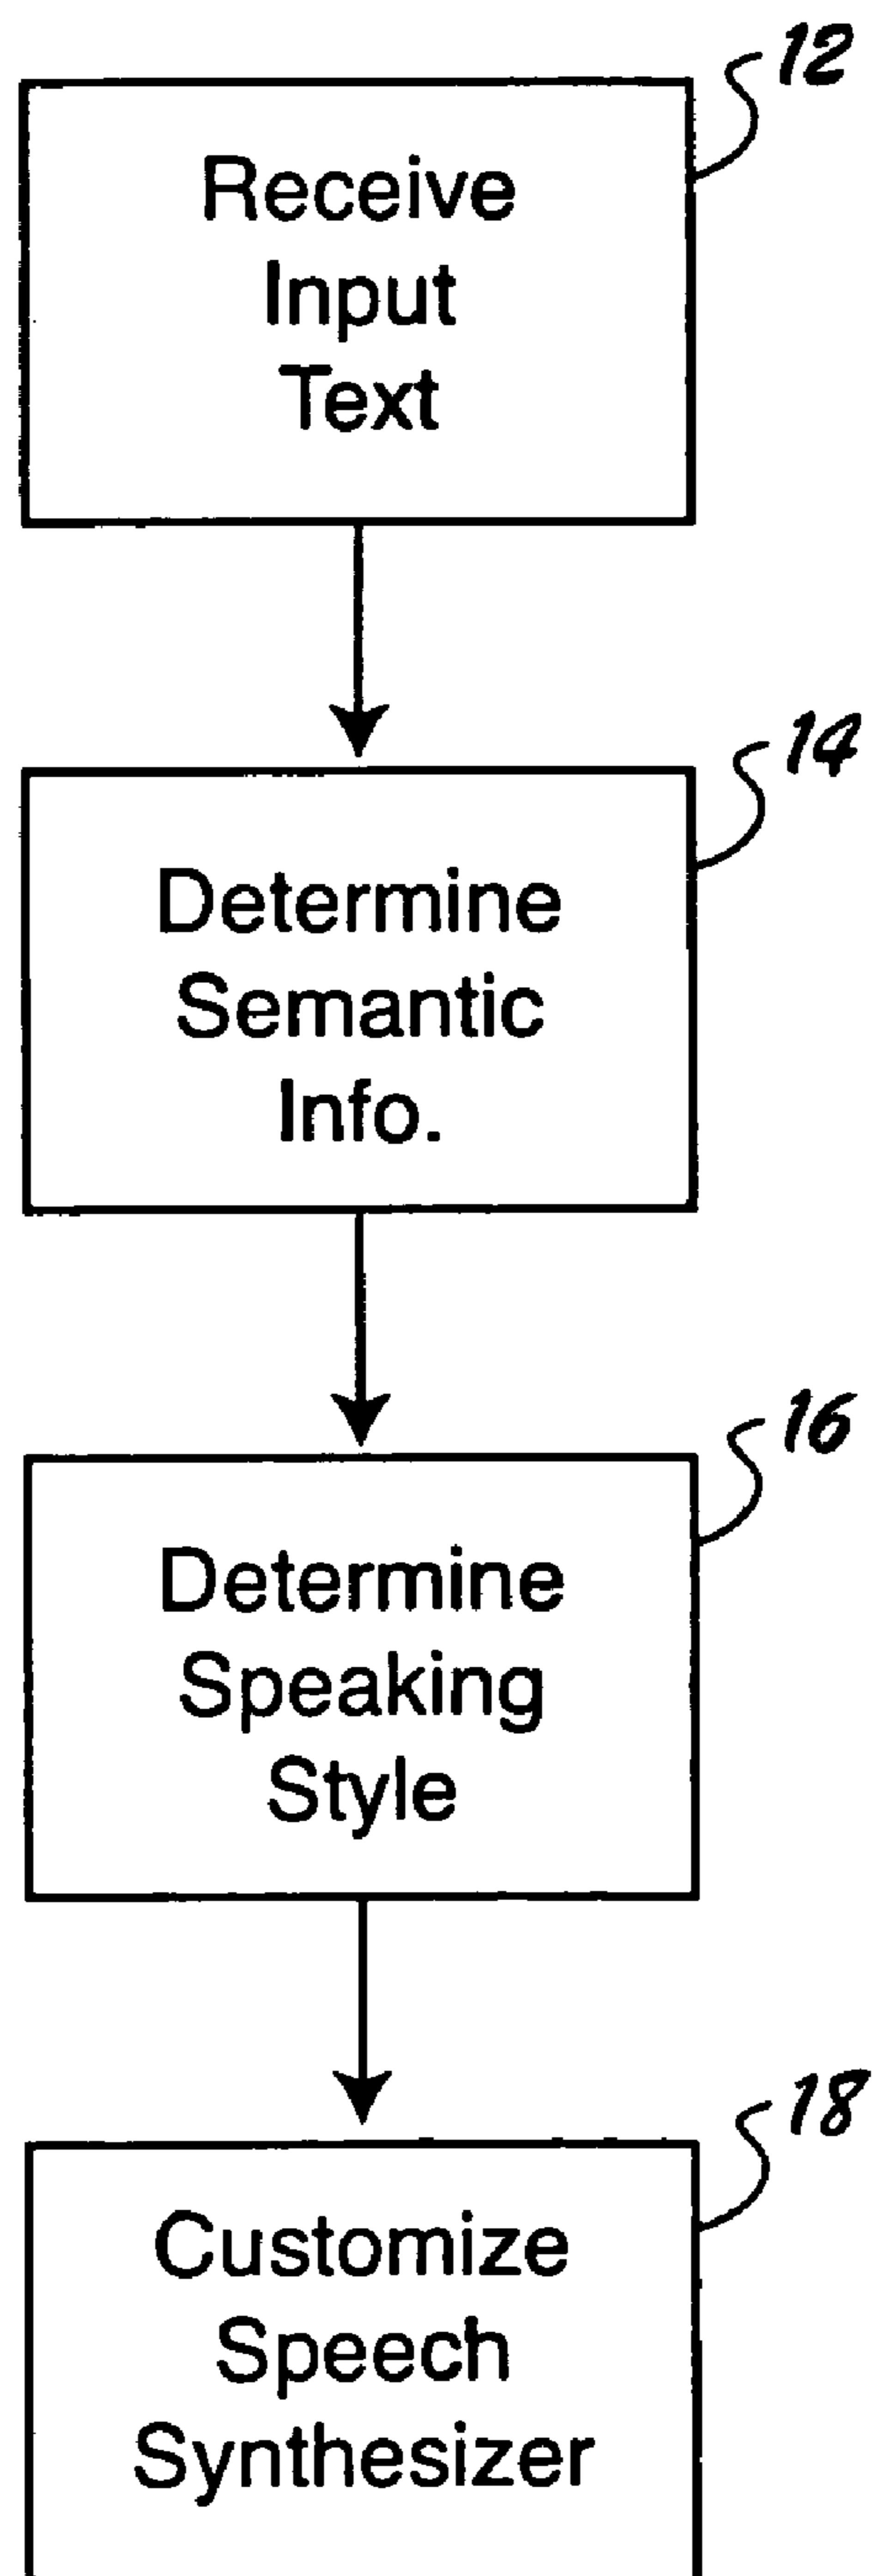 12
Receive
Input
Text
14
Determine
Semantic
Info.
16
Determine
Speaking
Style
18
Customize
Speech
Synthesizer